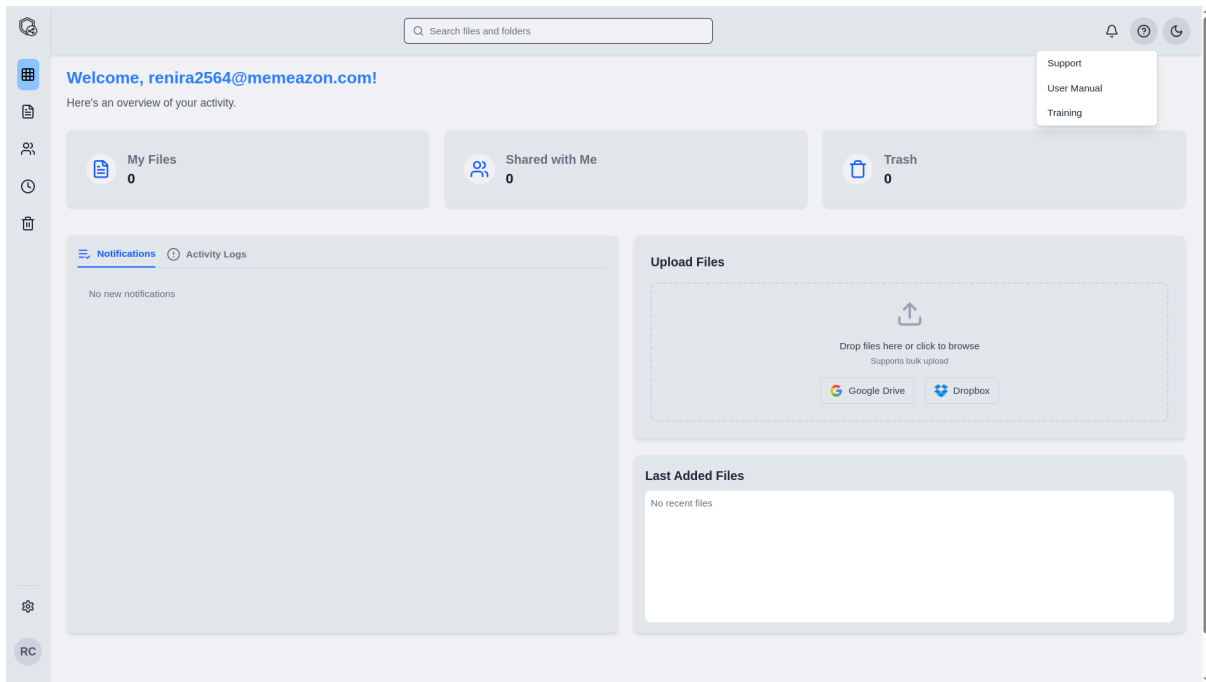 Search files and folders
Support
User Manual
Training
Welcome, renira2564@memeazon.com!
Here's an overview of your activity.
My Files
0
Shared with Me
0
Trash
0
Notifications
Activity Logs
No new notifications
Upload Files
Drop files here or click to browse
Supports bulk upload
Google Drive
Dropbox
Last Added Files
No recent files
RC